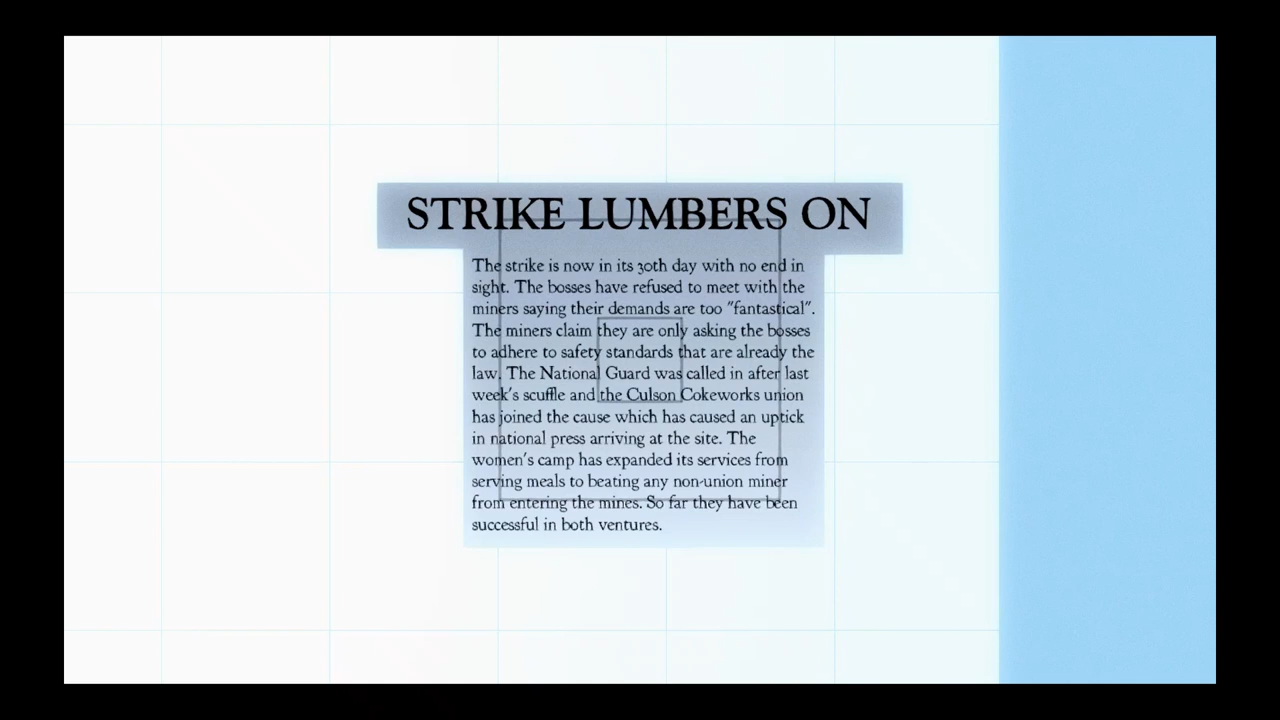 STRIKE LUMBERS ON
The strike is now in its 30th day with no end in
sight. The bosses have refused to meet with the
miners saying their demands are too "fantastical".
The miners claim they are only asking the bosses
to adhere to safety standards that are already the
law. The National Guard was called in after last
week's scuffle and the Culson Cokeworks union
has joined the cause which has caused an uptick
in national press arriving at the site. The
women's camp has expanded its services from
serving meals to beating any non-union miner
from entering the mines. So far they have been
successful in both ventures.